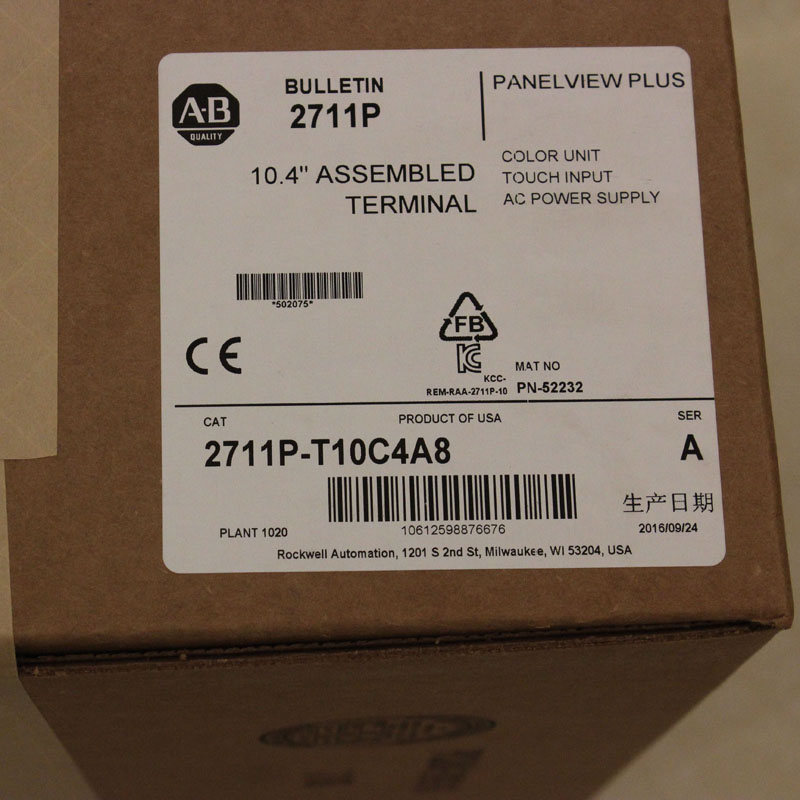 A·B
QUALITY
BULLETIN
2711P
PANELVIEW PLUS
10.4" ASSEMBLED
TERMINAL
COLOR UNIT
TOUCH INPUT
AC POWER SUPPLY
*502075*
CE
FB
KCC-
REM-RAA-2711P-10
MAT NO
PN-52232
CAT
PRODUCT OF USA
SER
2711P-T10C4A8
A
10612598876676
生产日期
PLANT 1020
2016/09/24
Rockwell Automation, 1201 S 2nd St, Milwaukee, WI 53204, USA